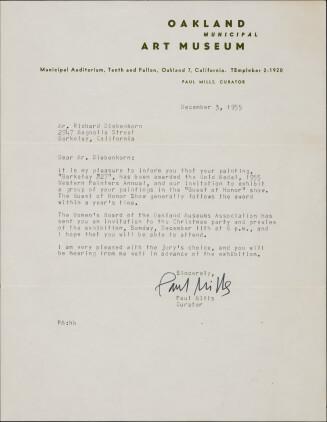 OAKLAND
MUNICIPAL
ART MUSEUM
Municipal Auditorium, Tenth and Fallon, Oakland 7, California. TEmplebar 2-1920
PAUL MILLS, CURATOR
December 3, 1955
Mr. Richard Diebenkorn
2547 Magnolia Street
Berkeley, California
Dear Mr. Diebenkorn:
It is my pleasure to inform you that your painting,
"Berkeley #27", has been awarded the Gold Medal, 1955
Western Painters Annual, and our invitation to exhibit
a group of your paintings in the "Guest of Honor" show.
The Guest of Honor Show generally follows the award
within a year's time.
The Women's Board of the Oakland Museums Association has
sent you an invitation to the Christmas party and preview
of the exhibition, Sunday, December 11th at 6 p.m., and
I hope that you will be able to attend.
I am very pleased with the jury's choice, and you will
be hearing from me well in advance of the exhibition.
Sincerely,
Paul Mills
Paul Mills
Curator
PM:hh